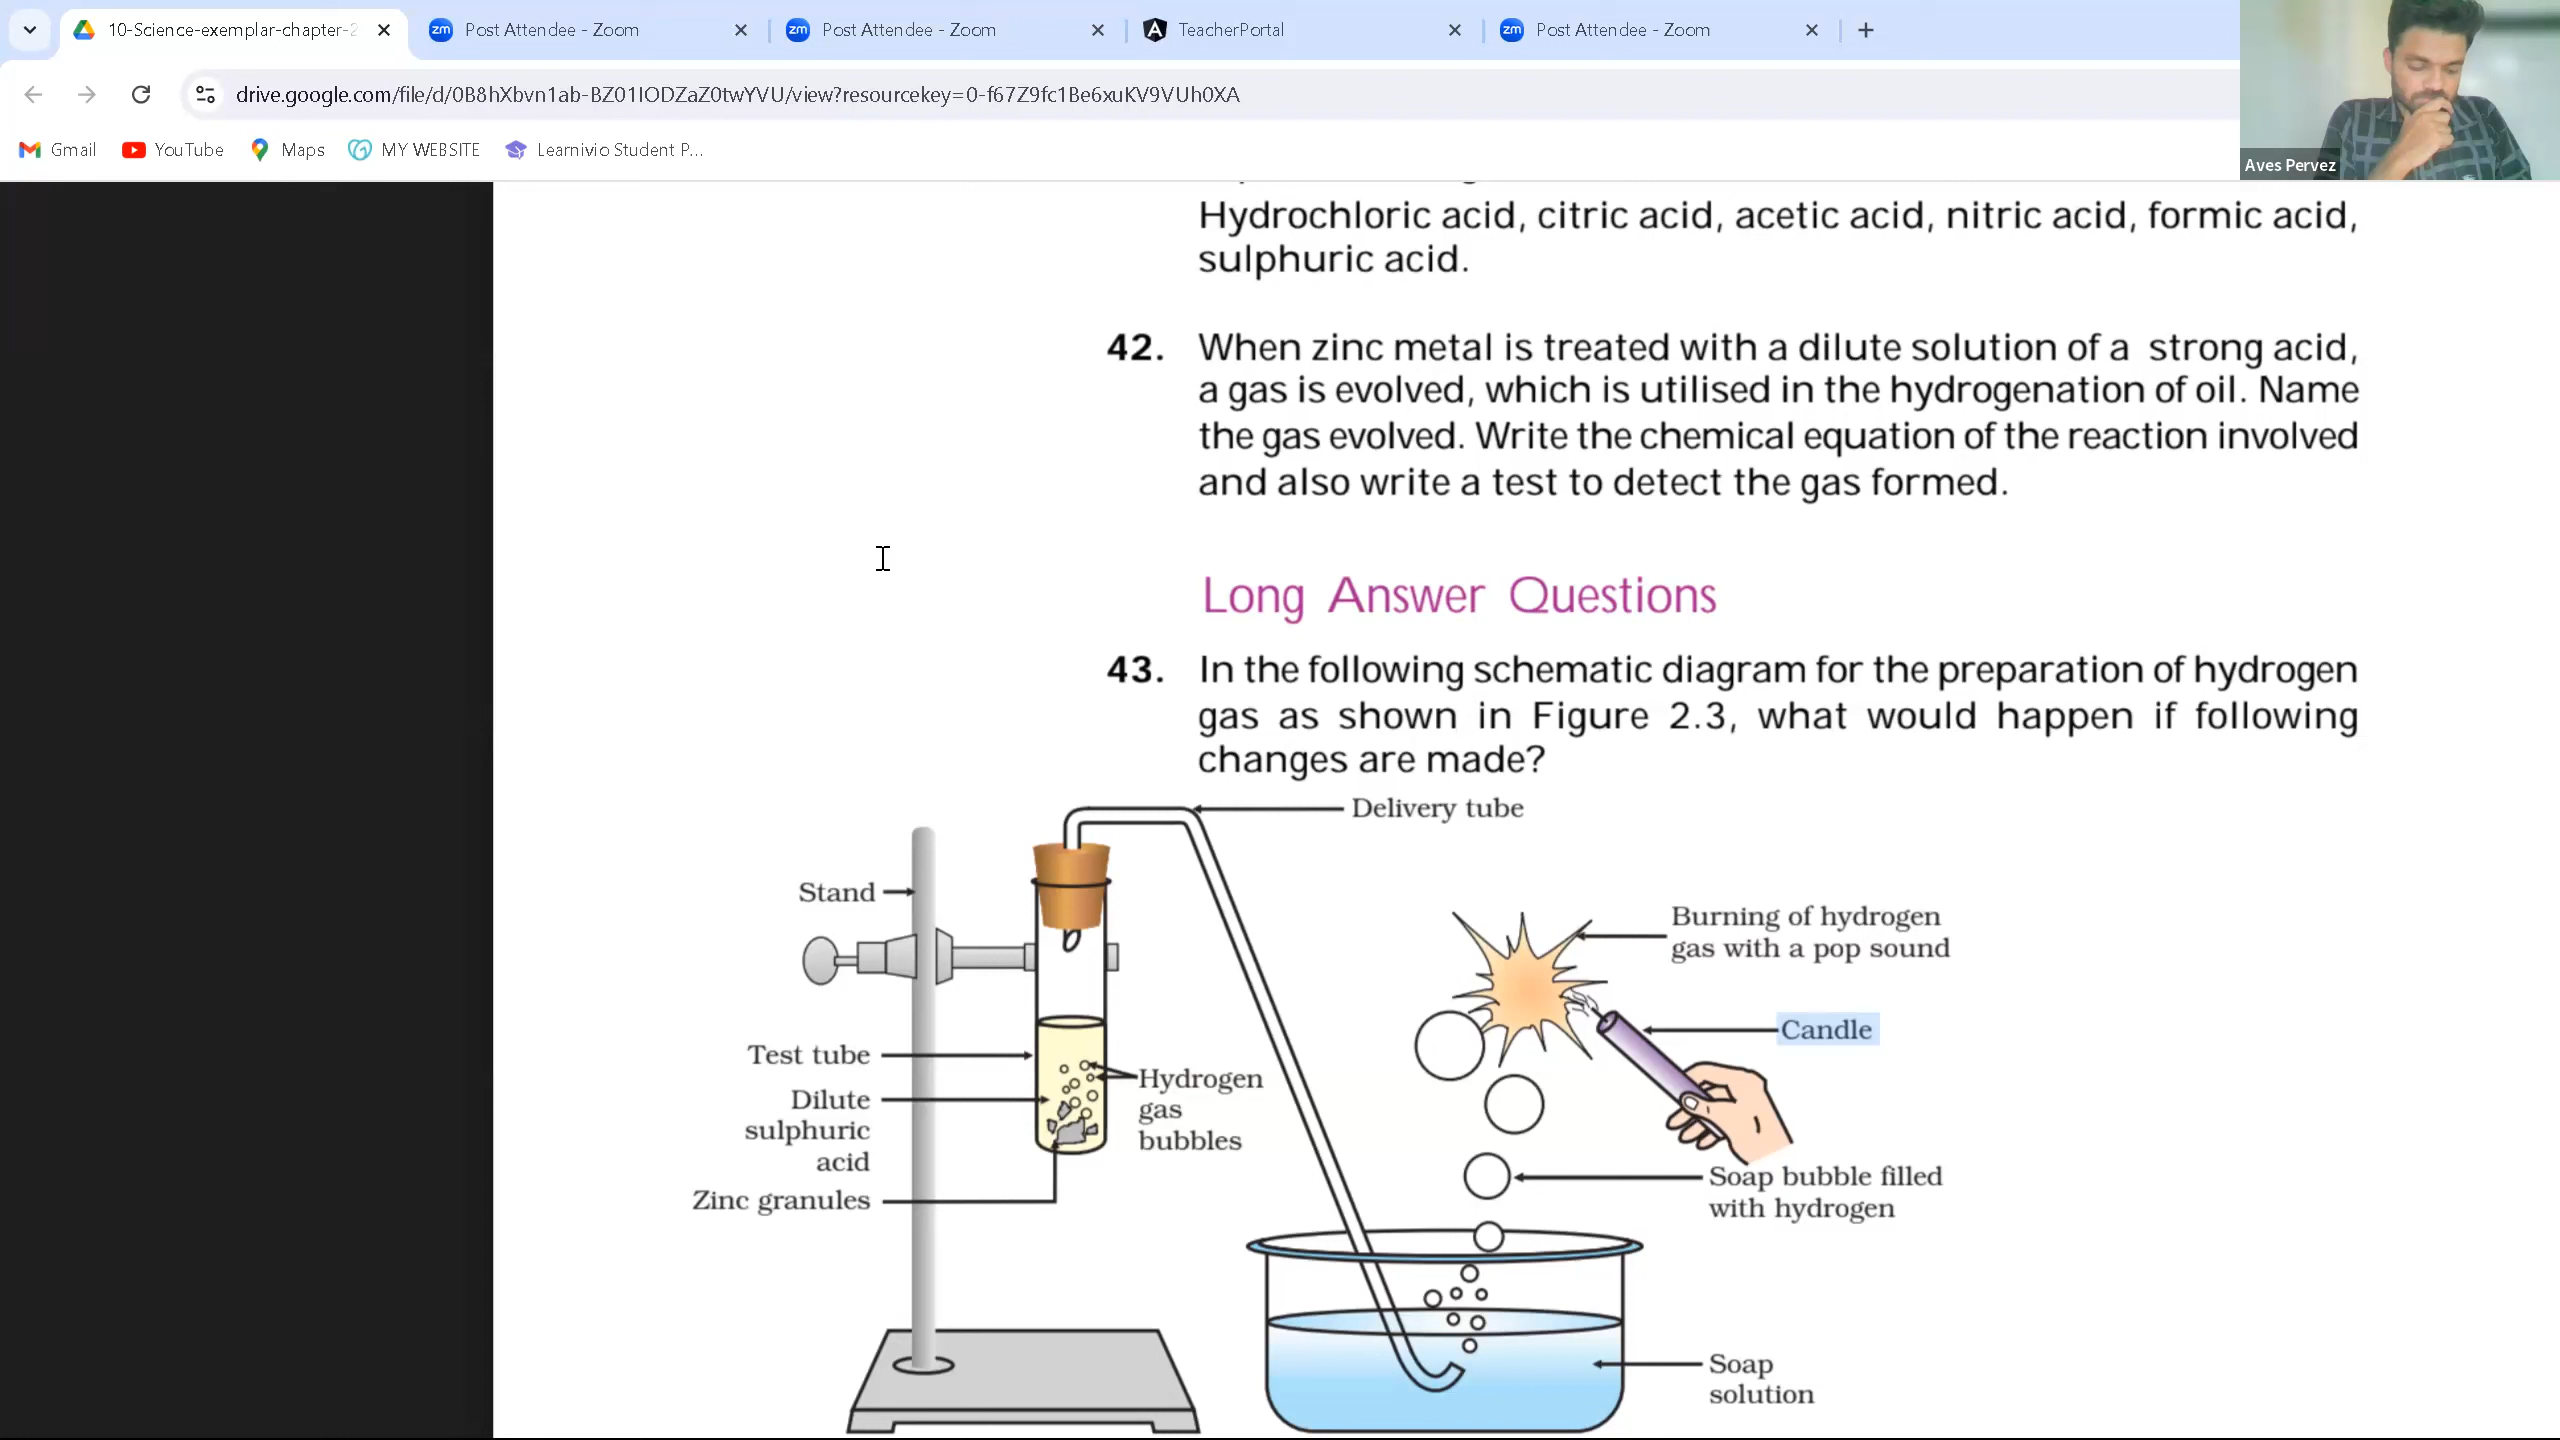 10-Science-exemplar-chapter-2
Post Attendee - Zoom
Post Attendee - Zoom
TeacherPortal
Post Attendee - Zoom
drive.google.com/file/d/0B8hXbvn1ab-BZ01IODZaZ0twYVU/view?resourcekey=0-f67Z9fc1Be6xuKV9VUh0XA
Gmail
YouTube
Maps
MY WEBSITE
Learnivio Student P...
Aves Pervez
Hydrochloric acid, citric acid, acetic acid, nitric acid, formic acid,
sulphuric acid.
42. When zinc metal is treated with a dilute solution of a strong acid,
a gas is evolved, which is utilised in the hydrogenation of oil. Name
the gas evolved. Write the chemical equation of the reaction involved
and also write a test to detect the gas formed.
Long Answer Questions
43. In the following schematic diagram for the preparation of hydrogen
gas as shown in Figure 2.3, what would happen if following
changes are made?
Delivery tube
Stand
Burning of hydrogen
gas with a pop sound
Candle
Test tube
Hydrogen
gas
bubbles
Dilute
sulphuric
acid
Zinc granules
Soap bubble filled
with hydrogen
Soap
solution